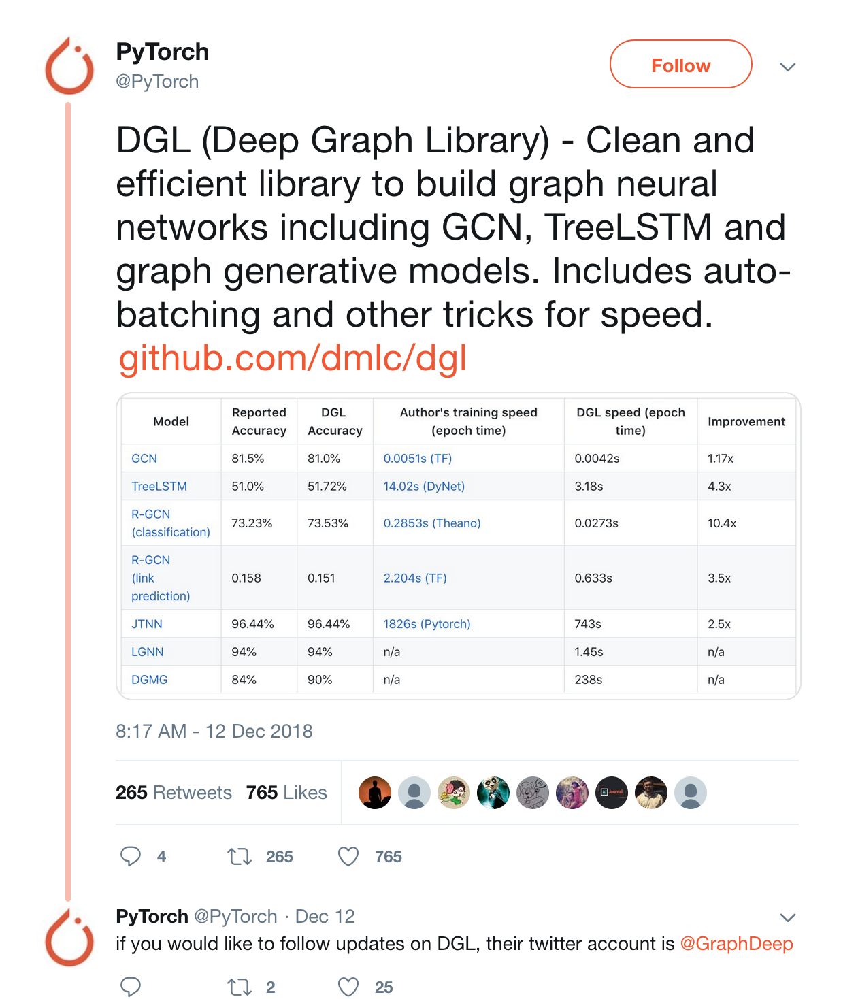 PyTorch
@PyTorch
Follow
DGL (Deep Graph Library) - Clean and
efficient library to build graph neural
networks including GCN, TreeLSTM and
graph generative models. Includes auto-
batching and other tricks for speed.
github.com/dmlc/dgl
Model | Reported Accuracy | DGL Accuracy | Author's training speed (epoch time) | DGL speed (epoch time) | Improvement
GCN | 81.5% | 81.0% | 0.0051s (TF) | 0.0042s | 1.17x
TreeLSTM | 51.0% | 51.72% | 14.02s (DyNet) | 3.18s | 4.3x
R-GCN (classification) | 73.23% | 73.53% | 0.2853s (Theano) | 0.0273s | 10.4x
R-GCN (link prediction) | 0.158 | 0.151 | 2.204s (TF) | 0.633s | 3.5x
JTNN | 96.44% | 96.44% | 1826s (Pytorch) | 743s | 2.5x
LGNN | 94% | 94% | n/a | 1.45s | n/a
DGMG | 84% | 90% | n/a | 238s | n/a
8:17 AM - 12 Dec 2018
265 Retweets 765 Likes
AI Journal
4 265 765
PyTorch @PyTorch · Dec 12
if you would like to follow updates on DGL, their twitter account is @GraphDeep
2 25